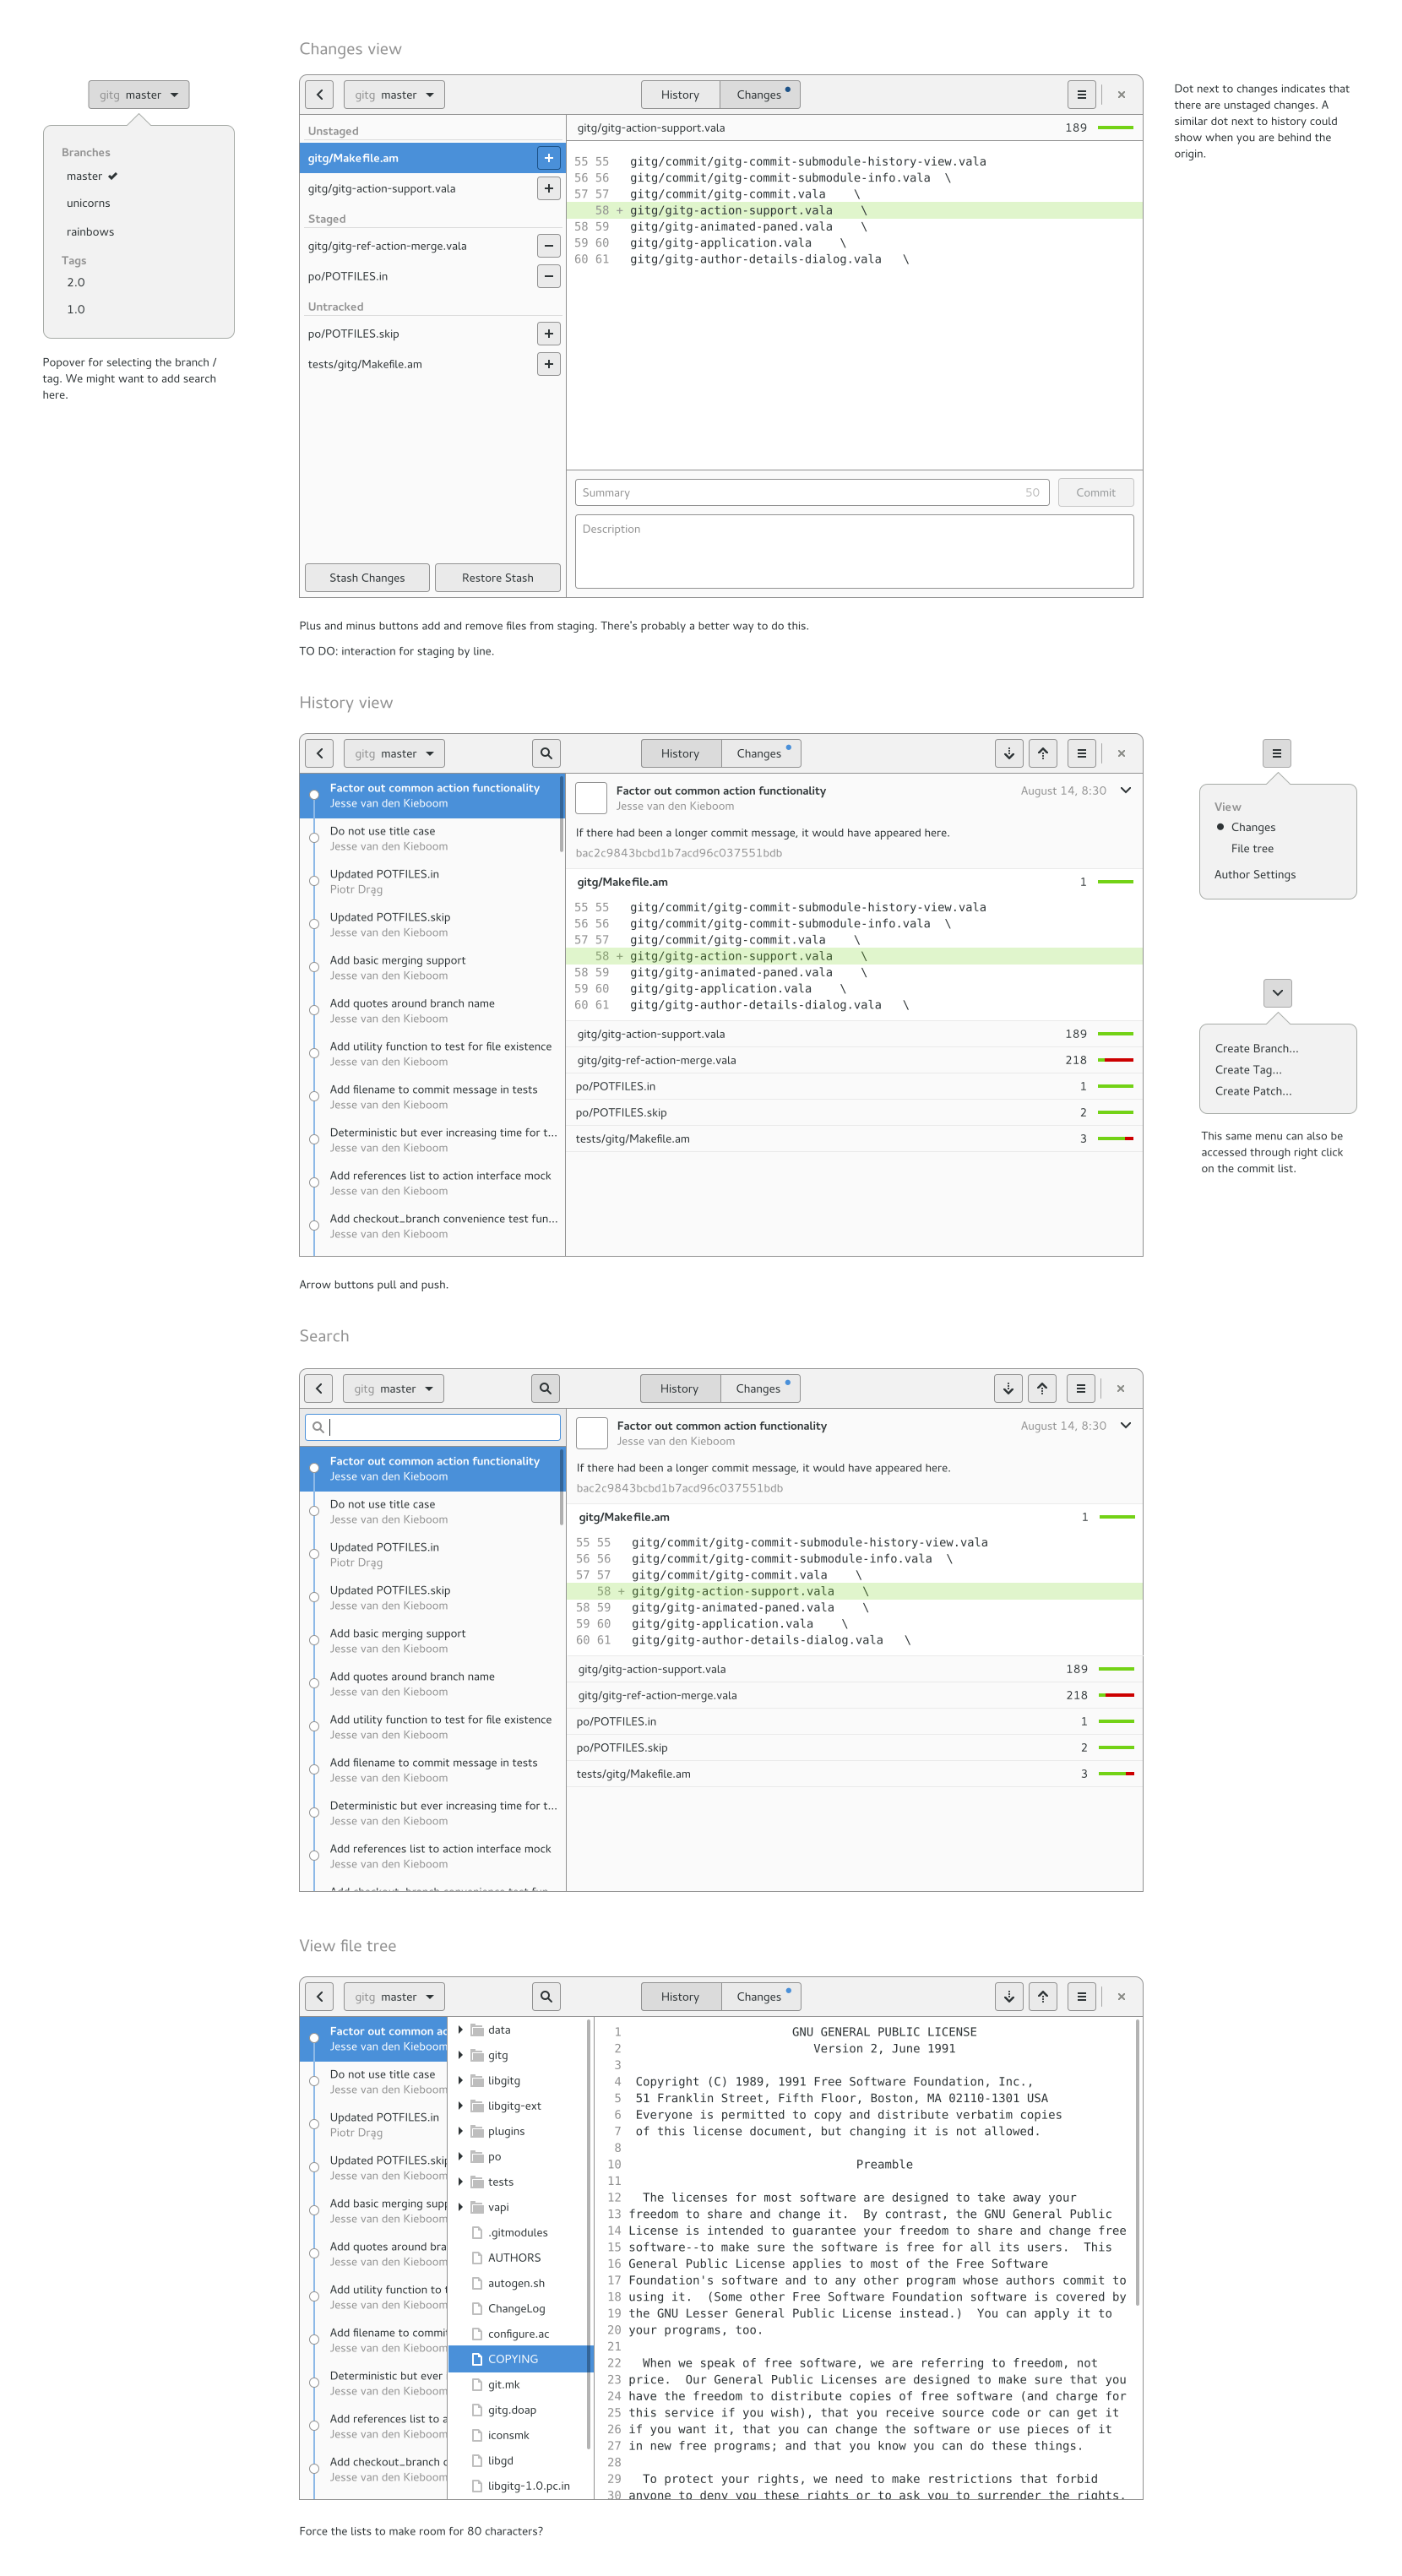 Changes view
gitg master
Branches
master
unicorns
rainbows
Tags
2.0
1.0
Popover for selecting the branch /
tag. We might want to add search
here.
gitg master
History
Changes
Unstaged
gitg/Makefile.am
gitg/gitg-action-support.vala
Staged
gitg/gitg-ref-action-merge.vala
po/POTFILES.in
Untracked
po/POTFILES.skip
tests/gitg/Makefile.am
Stash Changes
Restore Stash
gitg/gitg-action-support.vala 189
55 55 gitg/commit/gitg-commit-submodule-history-view.vala
56 56 gitg/commit/gitg-commit-submodule-info.vala \
57 57 gitg/commit/gitg-commit.vala \
58 + gitg/gitg-action-support.vala \
58 59 gitg/gitg-animated-paned.vala \
59 60 gitg/gitg-application.vala \
60 61 gitg/gitg-author-details-dialog.vala \
Summary 50
Commit
Description
Dot next to changes indicates that
there are unstaged changes. A
similar dot next to history could
show when you are behind the
origin.
Plus and minus buttons add and remove files from staging. There's probably a better way to do this.
TO DO: interaction for staging by line.
History view
gitg master
History
Changes
Factor out common action functionality
Jesse van den Kieboom
Do not use title case
Jesse van den Kieboom
Updated POTFILES.in
Piotr Drąg
Updated POTFILES.skip
Jesse van den Kieboom
Add basic merging support
Jesse van den Kieboom
Add quotes around branch name
Jesse van den Kieboom
Add utility function to test for file existence
Jesse van den Kieboom
Add filename to commit message in tests
Jesse van den Kieboom
Deterministic but ever increasing time for t...
Jesse van den Kieboom
Add references list to action interface mock
Jesse van den Kieboom
Add checkout_branch convenience test fun...
Jesse van den Kieboom
Factor out common action functionality August 14, 8:30
Jesse van den Kieboom
If there had been a longer commit message, it would have appeared here.
bac2c9843bcbd1b7acd96c037551bdb
gitg/Makefile.am 1
55 55 gitg/commit/gitg-commit-submodule-history-view.vala
56 56 gitg/commit/gitg-commit-submodule-info.vala \
57 57 gitg/commit/gitg-commit.vala \
58 + gitg/gitg-action-support.vala \
58 59 gitg/gitg-animated-paned.vala \
59 60 gitg/gitg-application.vala \
60 61 gitg/gitg-author-details-dialog.vala \
gitg/gitg-action-support.vala 189
gitg/gitg-ref-action-merge.vala 218
po/POTFILES.in 1
po/POTFILES.skip 2
tests/gitg/Makefile.am 3
View
Changes
File tree
Author Settings
Create Branch...
Create Tag...
Create Patch...
This same menu can also be
accessed through right click
on the commit list.
Arrow buttons pull and push.
Search
gitg master
History
Changes
Factor out common action functionality
Jesse van den Kieboom
Do not use title case
Jesse van den Kieboom
Updated POTFILES.in
Piotr Drąg
Updated POTFILES.skip
Jesse van den Kieboom
Add basic merging support
Jesse van den Kieboom
Add quotes around branch name
Jesse van den Kieboom
Add utility function to test for file existence
Jesse van den Kieboom
Add filename to commit message in tests
Jesse van den Kieboom
Deterministic but ever increasing time for t...
Jesse van den Kieboom
Add references list to action interface mock
Jesse van den Kieboom
Factor out common action functionality August 14, 8:30
Jesse van den Kieboom
If there had been a longer commit message, it would have appeared here.
bac2c9843bcbd1b7acd96c037551bdb
gitg/Makefile.am 1
55 55 gitg/commit/gitg-commit-submodule-history-view.vala
56 56 gitg/commit/gitg-commit-submodule-info.vala \
57 57 gitg/commit/gitg-commit.vala \
58 + gitg/gitg-action-support.vala \
58 59 gitg/gitg-animated-paned.vala \
59 60 gitg/gitg-application.vala \
60 61 gitg/gitg-author-details-dialog.vala \
gitg/gitg-action-support.vala 189
gitg/gitg-ref-action-merge.vala 218
po/POTFILES.in 1
po/POTFILES.skip 2
tests/gitg/Makefile.am 3
View file tree
gitg master
History
Changes
Factor out common ac
Jesse van den Kieboom
Do not use title case
Jesse van den Kieboom
Updated POTFILES.in
Piotr Drąg
Updated POTFILES.skip
Jesse van den Kieboom
Add basic merging supp
Jesse van den Kieboom
Add quotes around bra
Jesse van den Kieboom
Add utility function to t
Jesse van den Kieboom
Add filename to commit
Jesse van den Kieboom
Deterministic but ever
Jesse van den Kieboom
Add references list to a
Jesse van den Kieboom
Add checkout_branch c
Jesse van den Kieboom
data
gitg
libgitg
libgitg-ext
plugins
po
tests
vapi
.gitmodules
AUTHORS
autogen.sh
ChangeLog
configure.ac
COPYING
git.mk
gitg.doap
iconsmk
libgd
libgitg-1.0.pc.in
1 GNU GENERAL PUBLIC LICENSE
2 Version 2, June 1991
3
4 Copyright (C) 1989, 1991 Free Software Foundation, Inc.,
5 51 Franklin Street, Fifth Floor, Boston, MA 02110-1301 USA
6 Everyone is permitted to copy and distribute verbatim copies
7 of this license document, but changing it is not allowed.
8
10 Preamble
11
12 The licenses for most software are designed to take away your
13 freedom to share and change it. By contrast, the GNU General Public
14 License is intended to guarantee your freedom to share and change free
15 software--to make sure the software is free for all its users. This
16 General Public License applies to most of the Free Software
17 Foundation's software and to any other program whose authors commit to
18 using it. (Some other Free Software Foundation software is covered by
19 the GNU Lesser General Public License instead.) You can apply it to
20 your programs, too.
21
22 When we speak of free software, we are referring to freedom, not
23 price. Our General Public Licenses are designed to make sure that you
24 have the freedom to distribute copies of free software (and charge for
25 this service if you wish), that you receive source code or can get it
26 if you want it, that you can change the software or use pieces of it
27 in new free programs; and that you know you can do these things.
28
29 To protect your rights, we need to make restrictions that forbid
30 anyone to deny you these rights or to ask you to surrender the rights.
Force the lists to make room for 80 characters?